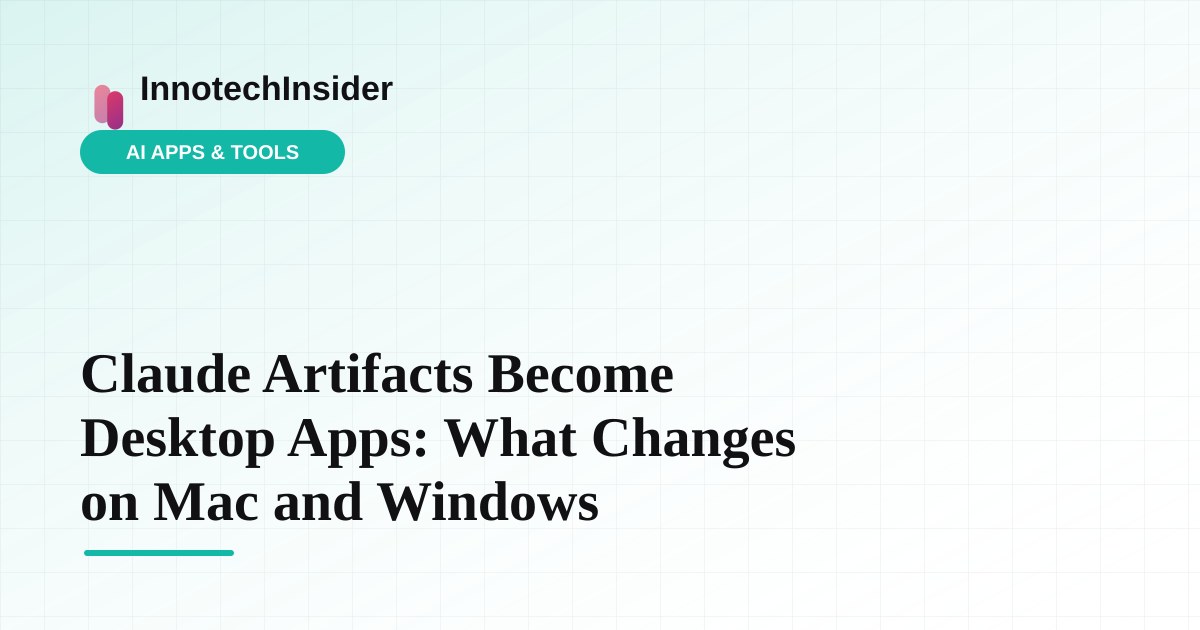 InnotechInsider
AI APPS & TOOLS
Claude Artifacts Become
Desktop Apps: What Changes
on Mac and Windows